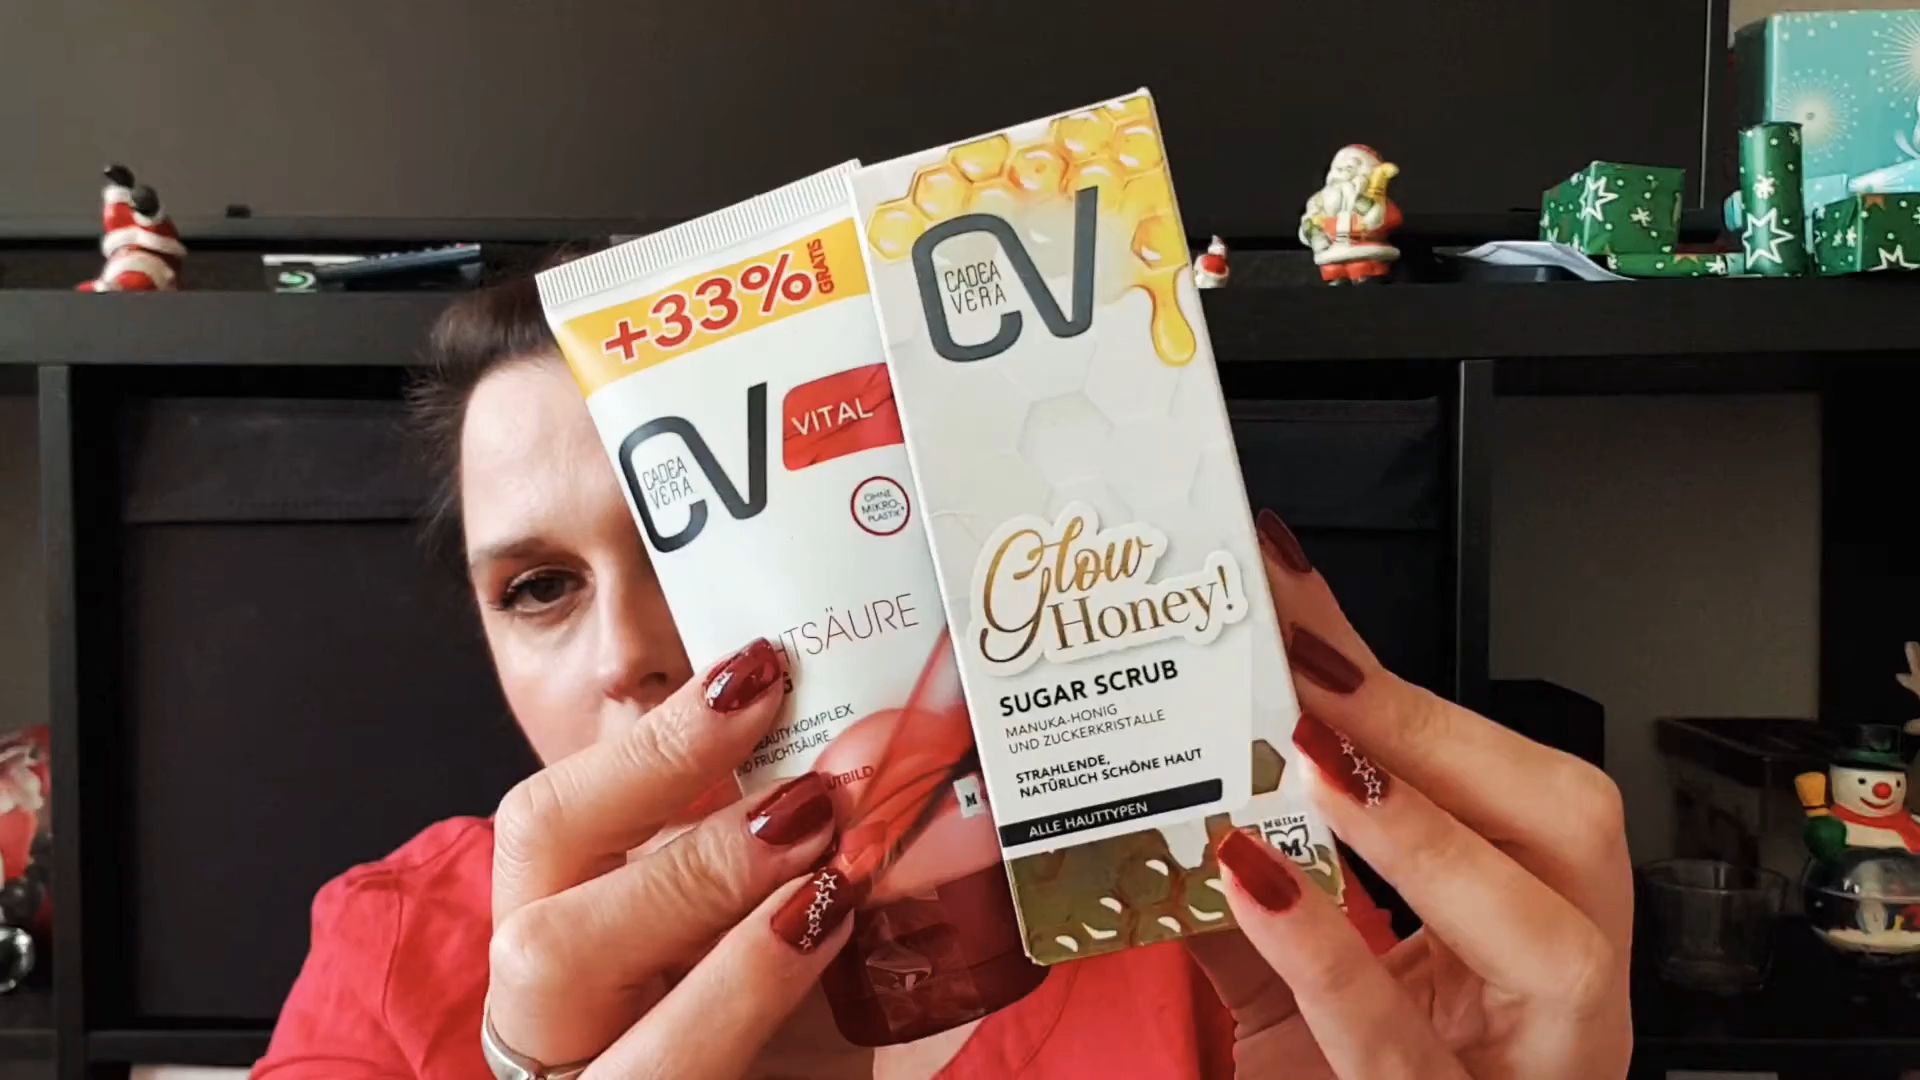 +33% GRATIS
CADEA
VERA
CV
VITAL
OHNE
MIKRO-
PLASTIK*
BEAUTY-KOMPLEX
FRUCHTSÄURE
M
CADEA
VERA
CV
Glow
Honey!
SUGAR SCRUB
MANUKA-HONIG
UND ZUCKERKRISTALLE
STRAHLENDE,
NATÜRLICH SCHÖNE HAUT
ALLE HAUTTYPEN
Müller
M